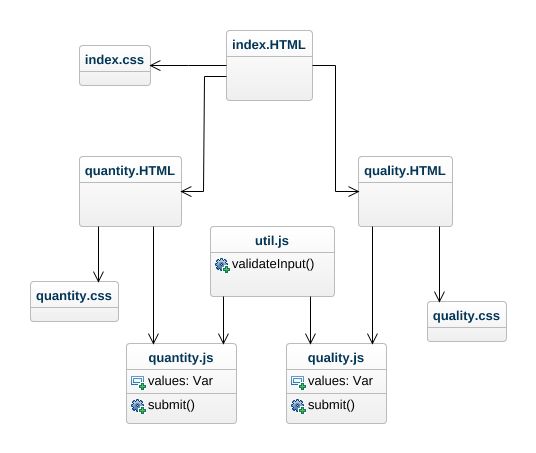 index.HTML
index.css
quantity.HTML
quality.HTML
util.js
validateInput()
quantity.css
quality.css
quantity.js
values: Var
submit()
quality.js
values: Var
submit()